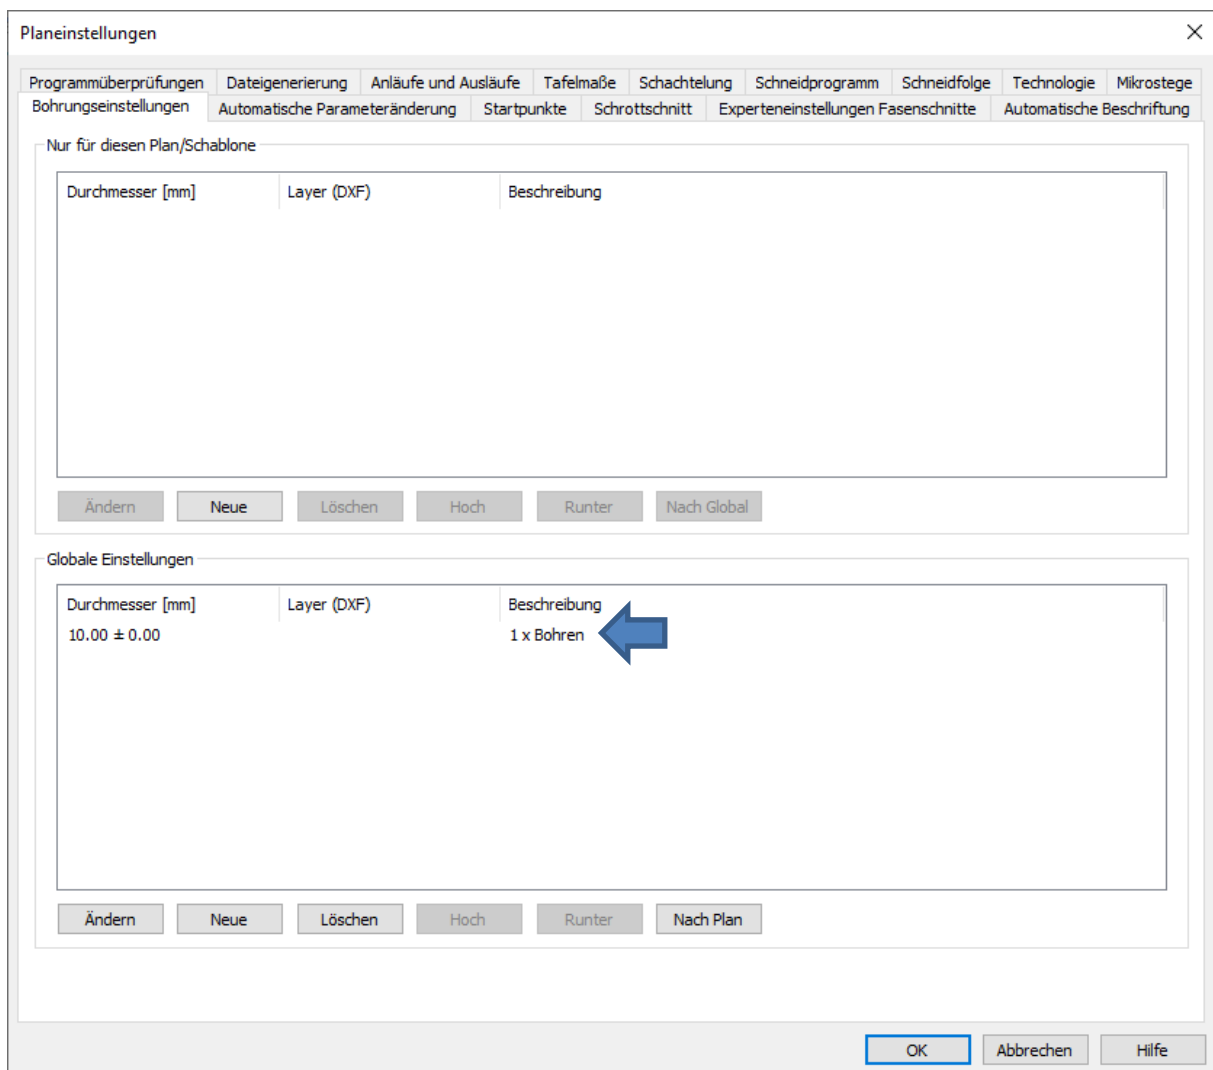 Planeinstellungen
Programmüberprüfungen Dateigenerierung Anläufe und Ausläufe Tafelmaße Schachtelung Schneidprogramm Schneidfolge Technologie Mikrostege
Bohrungseinstellungen Automatische Parameteränderung Startpunkte Schrottschnitt Experteneinstellungen Fasenschnitte Automatische Beschriftung
Nur für diesen Plan/Schablone
Durchmesser [mm] Layer (DXF) Beschreibung
Ändern Neue Löschen Hoch Runter Nach Global
Globale Einstellungen
Durchmesser [mm] Layer (DXF) Beschreibung
10.00 ± 0.00 1 x Bohren
Ändern Neue Löschen Hoch Runter Nach Plan
OK Abbrechen Hilfe